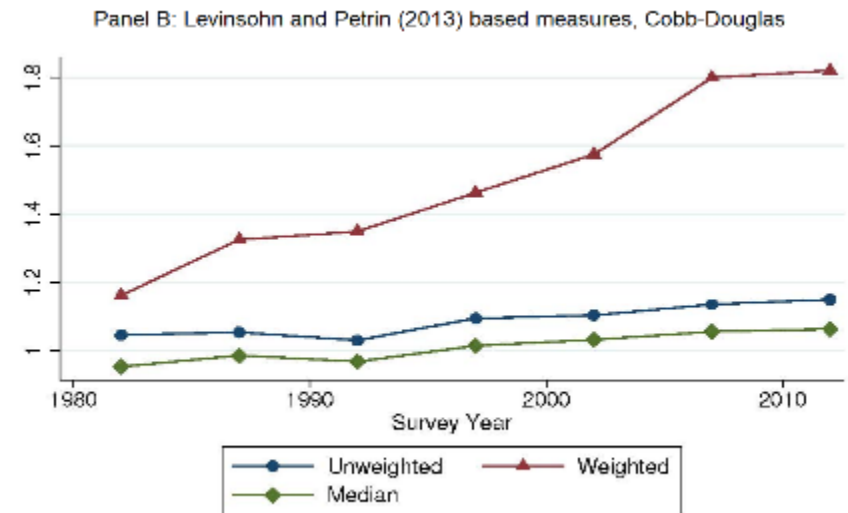 Panel B: Levinsohn and Petrin (2013) based measures, Cobb-Douglas
1.8
1.6
1.4
1.2
1
1980 1990 2000 2010
Survey Year
Unweighted Weighted
Median